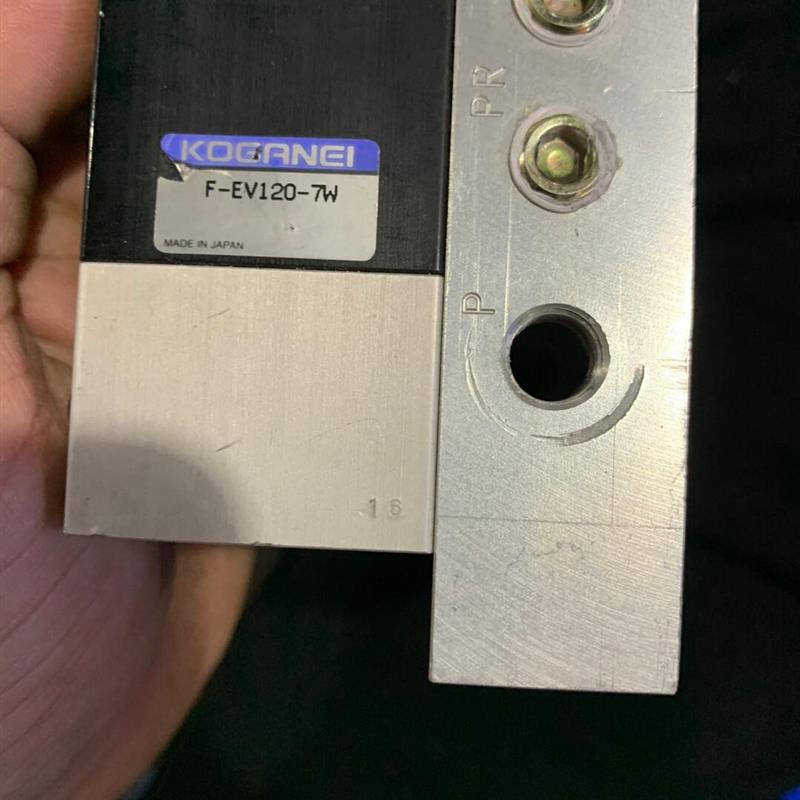 KOGANEI
F-EV120-7W
MADE IN JAPAN
PR
P
16